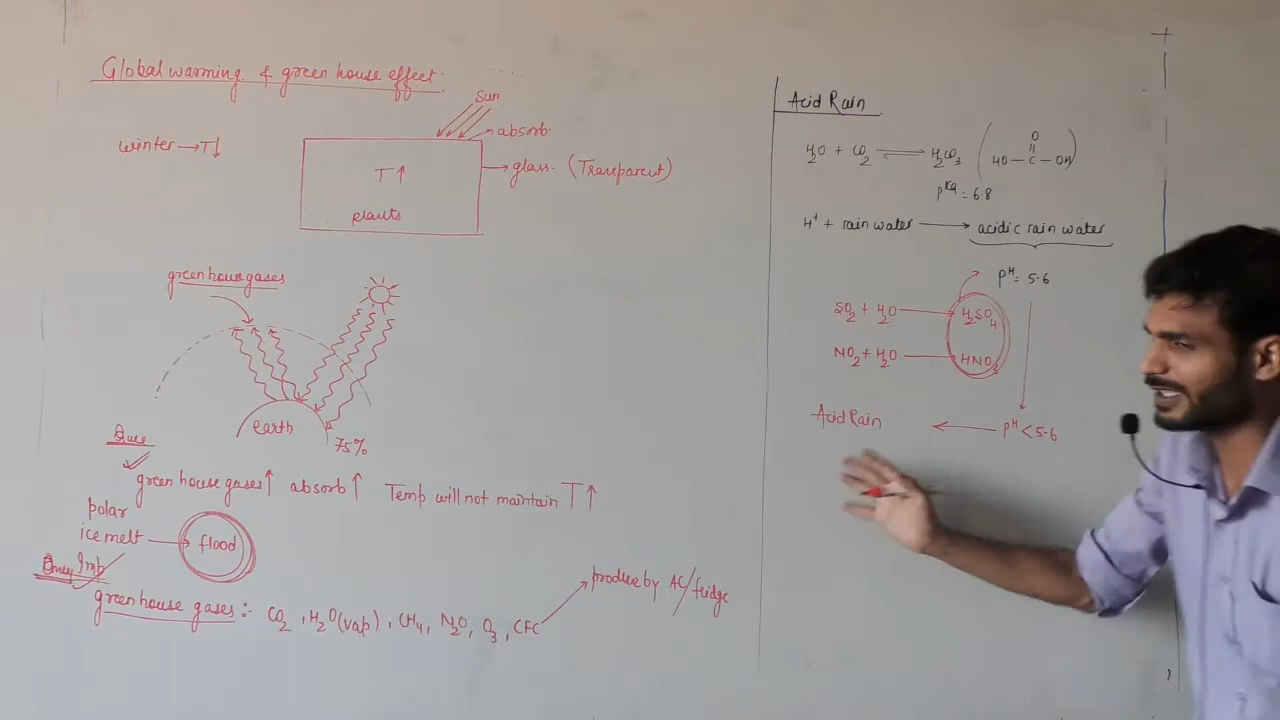 Global warming & green house effect
Sun
absorb
winter → T↓
glass. (Transparent)
T↑
plants
green house gases
earth
75%
green house gases↑ absorb↑ Temp will not maintain T↑
polar
ice melt → flood
Imp
green house gases :- CO2, H2O(vap), CH4, N2O, O3, CFC
produce by AC/fridge
Acid Rain
H2O + CO2 ⇌ H2CO3
O
HO-C-OH
pKa = 6.8
H+ + rain water → acidic rain water
pH = 5.6
SO2 + H2O → H2SO4
NO2 + H2O → HNO3
Acid Rain ← pH < 5.6